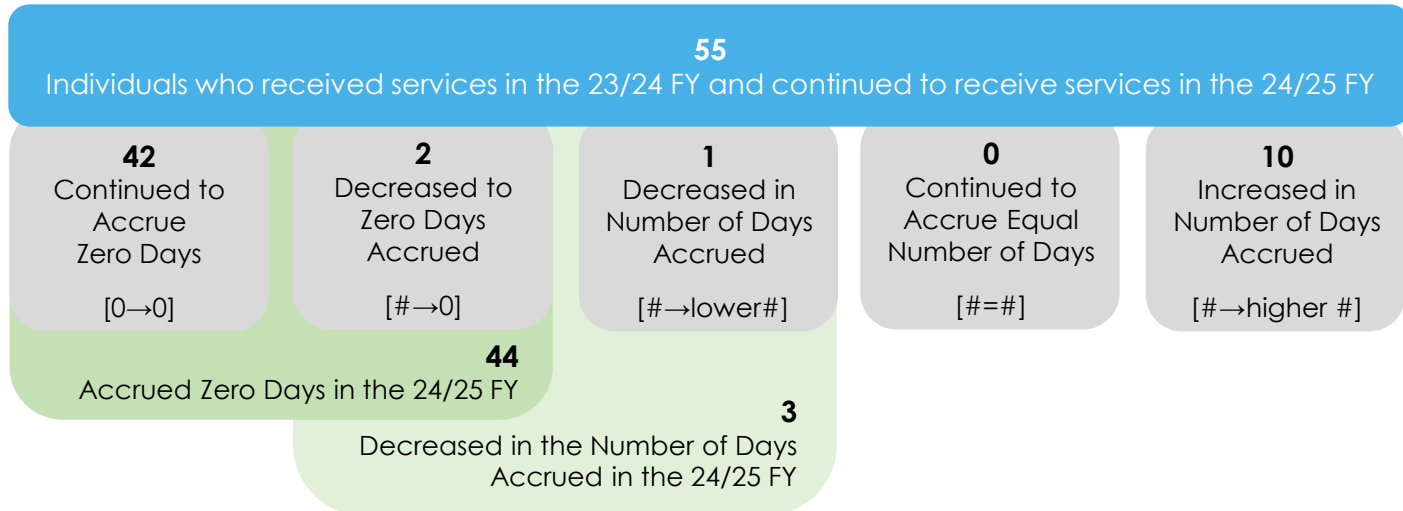 55
Individuals who received services in the 23/24 FY and continued to receive services in the 24/25 FY
42
Continued to
Accrue
Zero Days
[0→0]
2
Decreased to
Zero Days
Accrued
[#→0]
1
Decreased in
Number of Days
Accrued
[#→lower#]
0
Continued to
Accrue Equal
Number of Days
[#=#]
10
Increased in
Number of Days
Accrued
[#→higher #]
44
Accrued Zero Days in the 24/25 FY
3
Decreased in the Number of Days
Accrued in the 24/25 FY